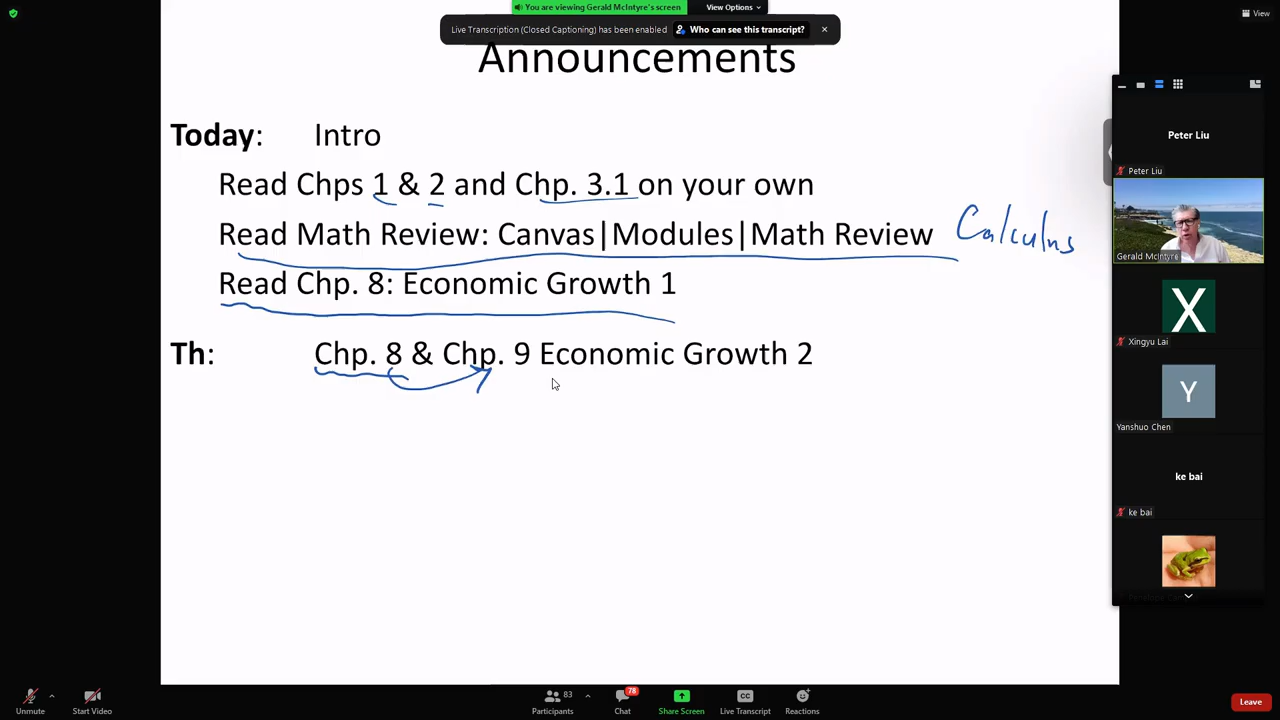 You are viewing Gerald McIntyre's screen
View Options
View
Live Transcription (Closed Captioning) has been enabled
Who can see this transcript?
Announcements
Today: Intro
Read Chps 1 & 2 and Chp. 3.1 on your own
Read Math Review: Canvas|Modules|Math Review Calculus
Read Chp. 8: Economic Growth 1
Th: Chp. 8 & Chp. 9 Economic Growth 2
Peter Liu
Peter Liu
Gerald McIntyre
X
Xingyu Lai
Y
Yanshuo Chen
ke bai
ke bai
Unmute
Start Video
83
Participants
78
Chat
Share Screen
CC
Live Transcript
Reactions
Leave